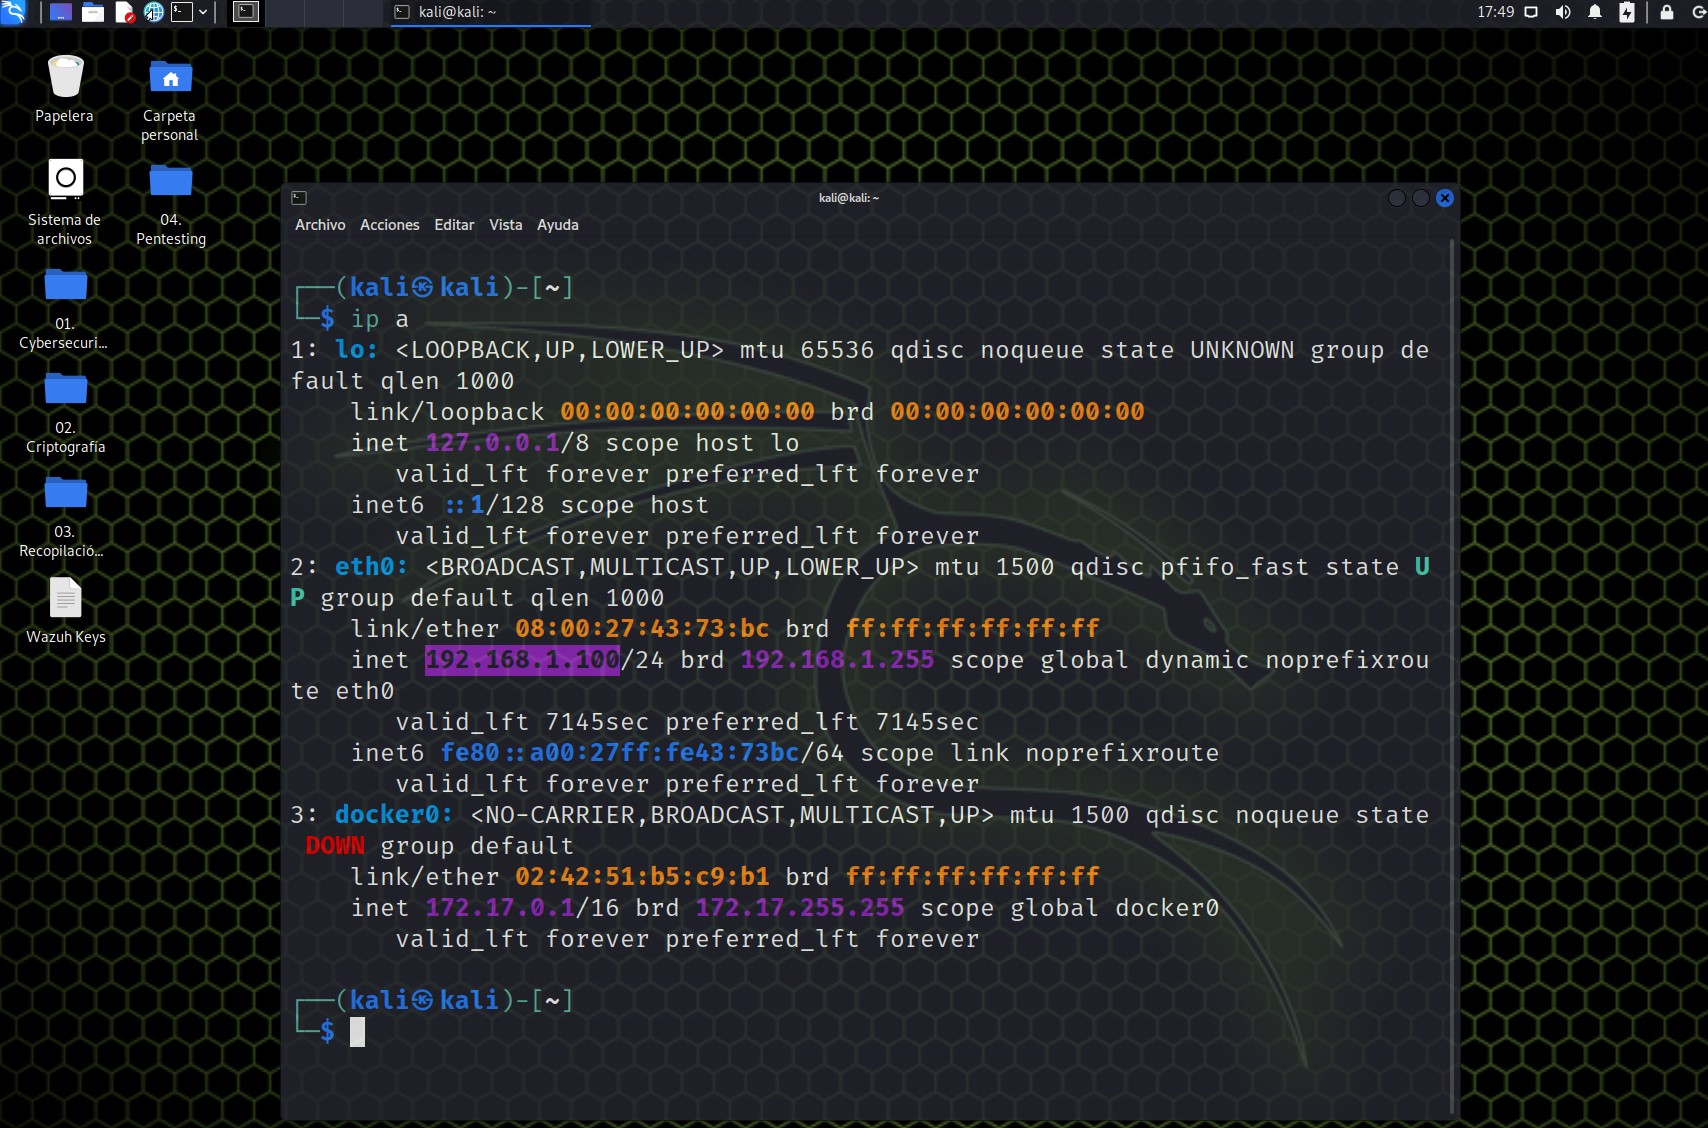 kali@kali: ~
17:49
Papelera
Carpeta
personal
Sistema de
archivos
04.
Pentesting
01.
Cybersecuri...
02.
Criptografía
03.
Recopilació...
Wazuh Keys
kali@kali: ~
Archivo Acciones Editar Vista Ayuda
┌──(kali㉿kali)-[~]
└─$ ip a
1: lo: <LOOPBACK,UP,LOWER_UP> mtu 65536 qdisc noqueue state UNKNOWN group de
fault qlen 1000
link/loopback 00:00:00:00:00:00 brd 00:00:00:00:00:00
inet 127.0.0.1/8 scope host lo
valid_lft forever preferred_lft forever
inet6 ::1/128 scope host
valid_lft forever preferred_lft forever
2: eth0: <BROADCAST,MULTICAST,UP,LOWER_UP> mtu 1500 qdisc pfifo_fast state U
P group default qlen 1000
link/ether 08:00:27:43:73:bc brd ff:ff:ff:ff:ff:ff
inet 192.168.1.100/24 brd 192.168.1.255 scope global dynamic noprefixrou
te eth0
valid_lft 7145sec preferred_lft 7145sec
inet6 fe80::a00:27ff:fe43:73bc/64 scope link noprefixroute
valid_lft forever preferred_lft forever
3: docker0: <NO-CARRIER,BROADCAST,MULTICAST,UP> mtu 1500 qdisc noqueue state
DOWN group default
link/ether 02:42:51:b5:c9:b1 brd ff:ff:ff:ff:ff:ff
inet 172.17.0.1/16 brd 172.17.255.255 scope global docker0
valid_lft forever preferred_lft forever
┌──(kali㉿kali)-[~]
└─$